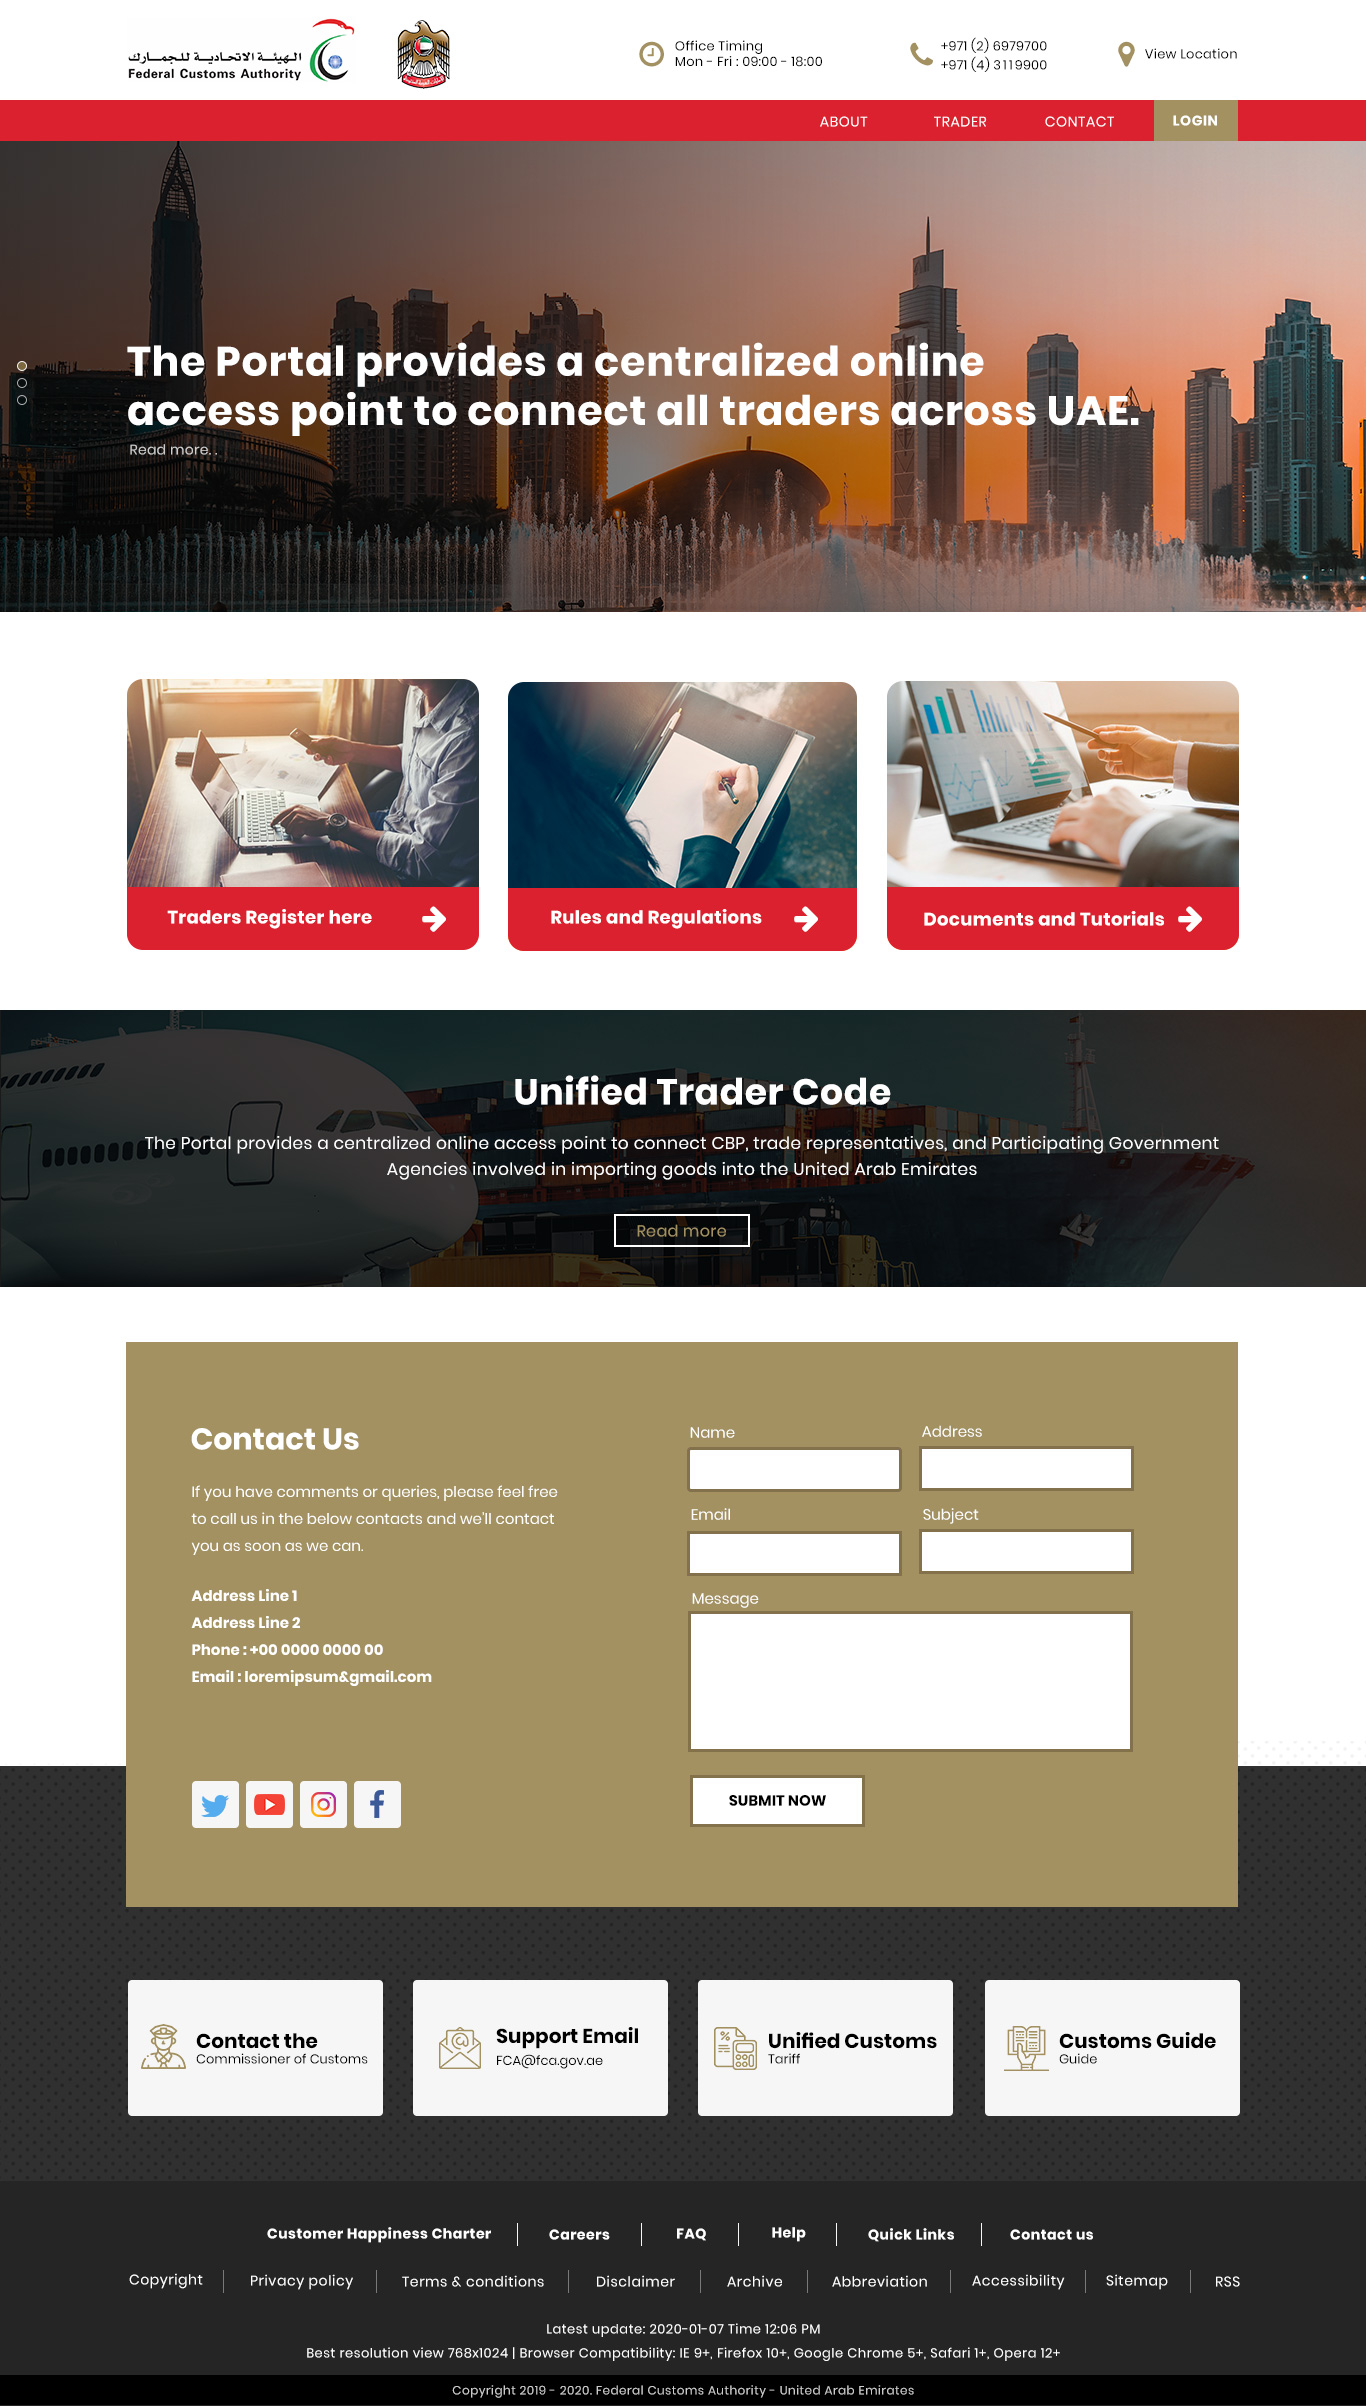 الهيئة الاتحادية للجمارك
Federal Customs Authority
Office Timing
Mon - Fri : 09:00 - 18:00
+971 (2) 6979700
+971 (4) 3119900
View Location
ABOUT
TRADER
CONTACT
LOGIN
The Portal provides a centralized online
access point to connect all traders across UAE.
Read more. .
Traders Register here
Rules and Regulations
Documents and Tutorials
Unified Trader Code
The Portal provides a centralized online access point to connect CBP, trade representatives, and Participating Government
Agencies involved in importing goods into the United Arab Emirates
Read more
Contact Us
If you have comments or queries, please feel free
to call us in the below contacts and we'll contact
you as soon as we can.
Address Line 1
Address Line 2
Phone : +00 0000 0000 00
Email : loremipsum&gmail.com
Name
Address
Email
Subject
Message
SUBMIT NOW
Contact the
Commissioner of Customs
Support Email
FCA@fca.gov.ae
Unified Customs
Tariff
Customs Guide
Guide
Customer Happiness Charter
Careers
FAQ
Help
Quick Links
Contact us
Copyright
Privacy policy
Terms & conditions
Disclaimer
Archive
Abbreviation
Accessibility
Sitemap
RSS
Latest update: 2020-01-07 Time 12:06 PM
Best resolution view 768x1024 | Browser Compatibility: IE 9+, Firefox 10+, Google Chrome 5+, Safari 1+, Opera 12+
Copyright 2019 - 2020. Federal Customs Authority - United Arab Emirates